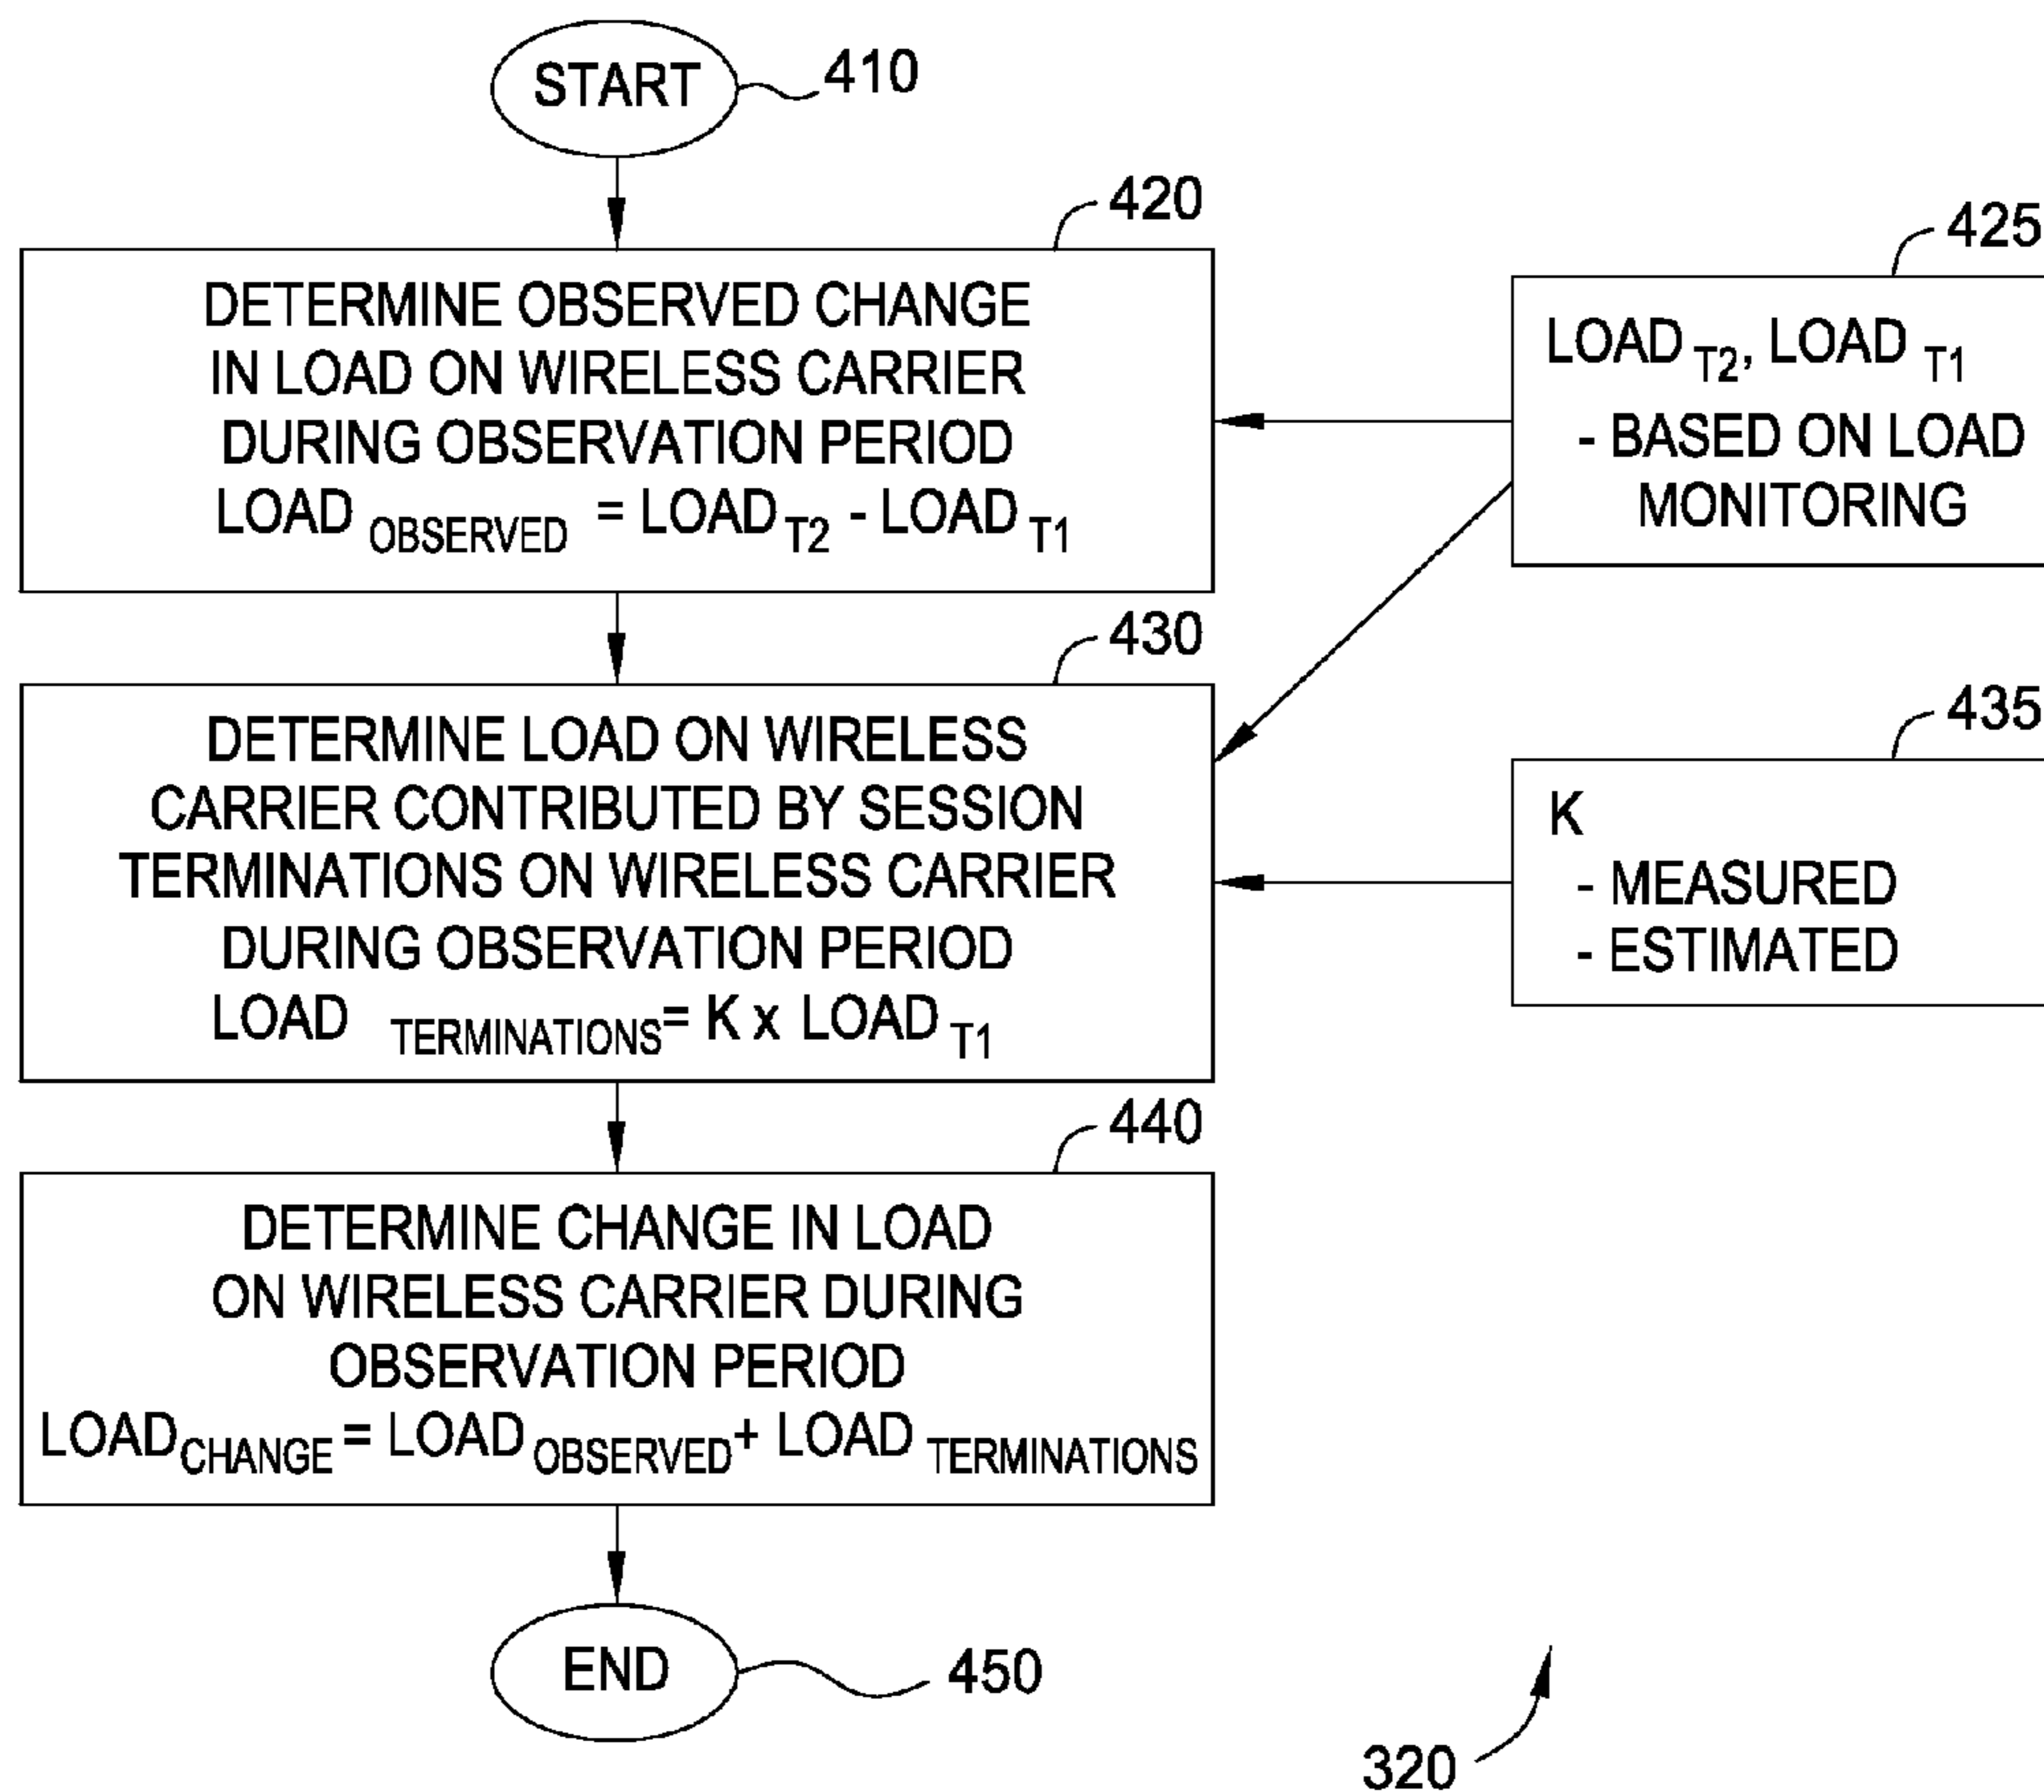 START
410
420
DETERMINE OBSERVED CHANGE
IN LOAD ON WIRELESS CARRIER
DURING OBSERVATION PERIOD
LOAD OBSERVED = LOAD T2 - LOAD T1
425
LOAD T2, LOAD T1
- BASED ON LOAD
MONITORING
430
DETERMINE LOAD ON WIRELESS
CARRIER CONTRIBUTED BY SESSION
TERMINATIONS ON WIRELESS CARRIER
DURING OBSERVATION PERIOD
LOAD TERMINATIONS = K x LOAD T1
435
K
- MEASURED
- ESTIMATED
440
DETERMINE CHANGE IN LOAD
ON WIRELESS CARRIER DURING
OBSERVATION PERIOD
LOAD CHANGE = LOAD OBSERVED + LOAD TERMINATIONS
END
450
320